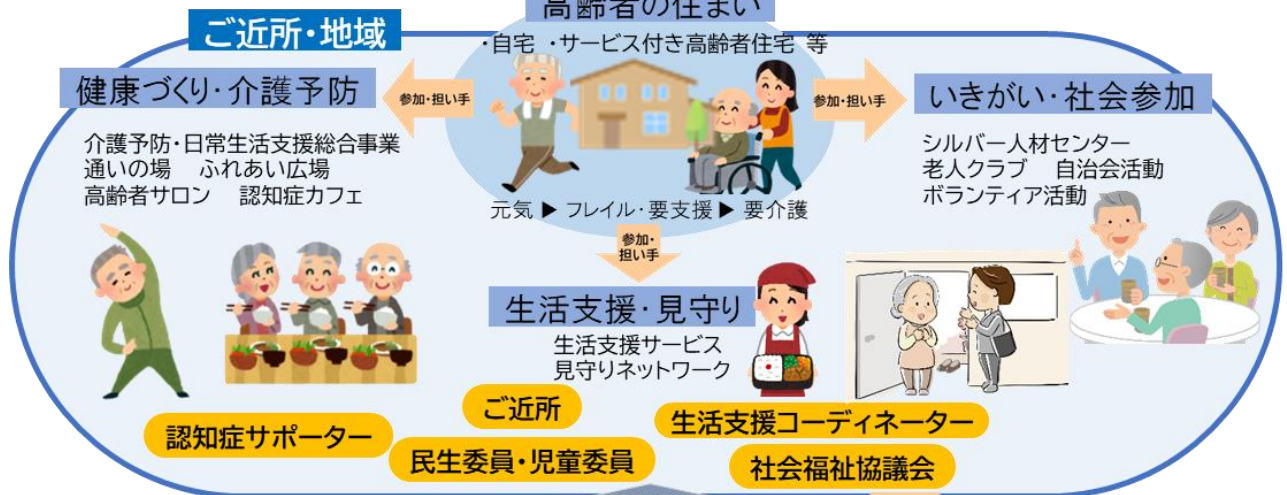 高齢者の住まい
ご近所・地域
・自宅 ・サービス付き高齢者住宅 等
健康づくり・介護予防
参加・担い手
参加・担い手
いきがい・社会参加
介護予防・日常生活支援総合事業
通いの場 ふれあい広場
高齢者サロン 認知症カフェ
シルバー人材センター
老人クラブ 自治会活動
ボランティア活動
元気 ▶ フレイル・要支援 ▶ 要介護
参加・
担い手
生活支援・見守り
生活支援サービス
見守りネットワーク
ご近所
生活支援コーディネーター
認知症サポーター
民生委員・児童委員
社会福祉協議会